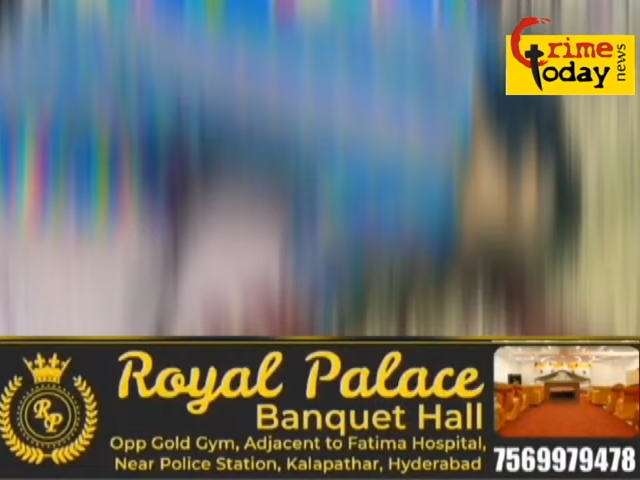 Crime
Today
news
Royal Palace
Banquet Hall
Opp Gold Gym, Adjacent to Fatima Hospital,
Near Police Station, Kalapathar, Hyderabad
RP
7569979478